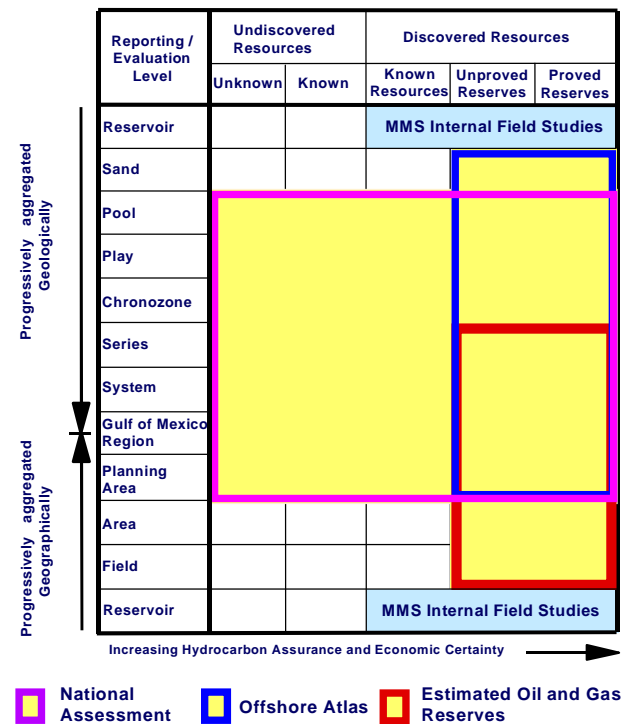 Reporting /
Evaluation
Level
Undiscovered
Resources
Discovered Resources
Unknown
Known
Known
Resources
Unproved
Reserves
Proved
Reserves
Reservoir
MMS Internal Field Studies
Sand
Pool
Play
Chronozone
Series
System
Gulf of Mexico
Region
Planning
Area
Area
Field
Reservoir
MMS Internal Field Studies
Progressively aggregated
Geologically
Progressively aggregated
Geographically
Increasing Hydrocarbon Assurance and Economic Certainty
National
Assessment
Offshore Atlas
Estimated Oil and Gas
Reserves